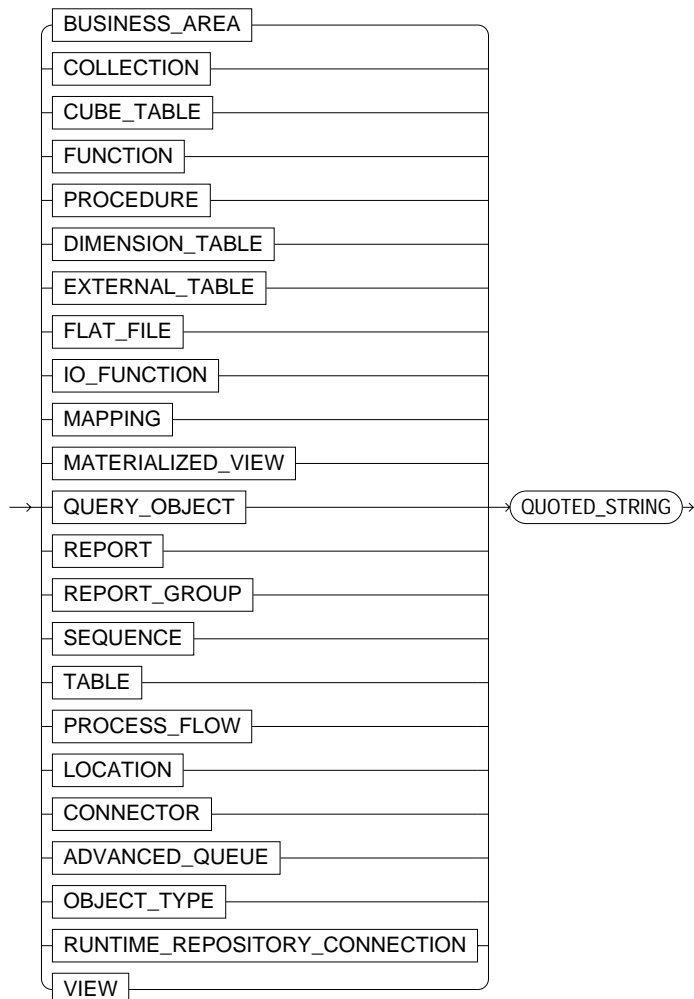 BUSINESS_AREA
COLLECTION
CUBE_TABLE
FUNCTION
PROCEDURE
DIMENSION_TABLE
EXTERNAL_TABLE
FLAT_FILE
IO_FUNCTION
MAPPING
MATERIALIZED_VIEW
QUERY_OBJECT QUOTED_STRING
REPORT
REPORT_GROUP
SEQUENCE
TABLE
PROCESS_FLOW
LOCATION
CONNECTOR
ADVANCED_QUEUE
OBJECT_TYPE
RUNTIME_REPOSITORY_CONNECTION
VIEW